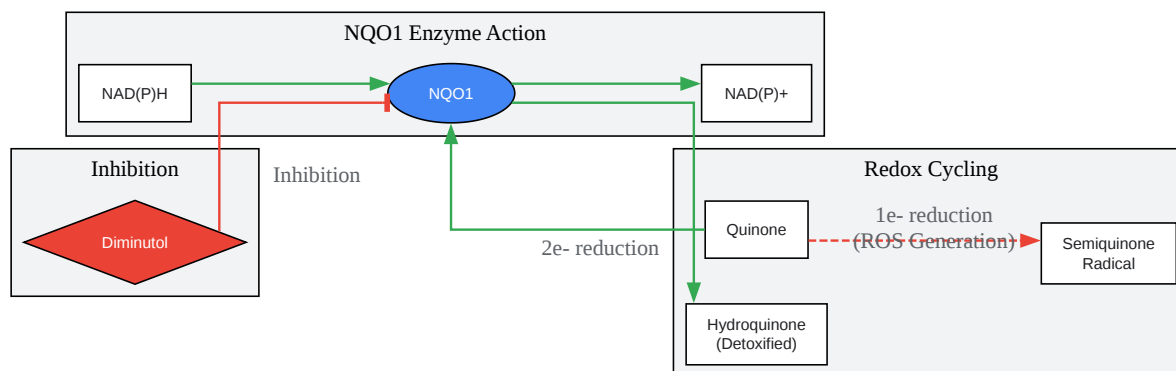 NQO1 Enzyme Action
NAD(P)H
NQO1
NAD(P)+
Inhibition
Diminutol
Inhibition
2e- reduction
Redox Cycling
Quinone
1e- reduction
(ROS Generation)
Semiquinone
Radical
Hydroquinone
(Detoxified)